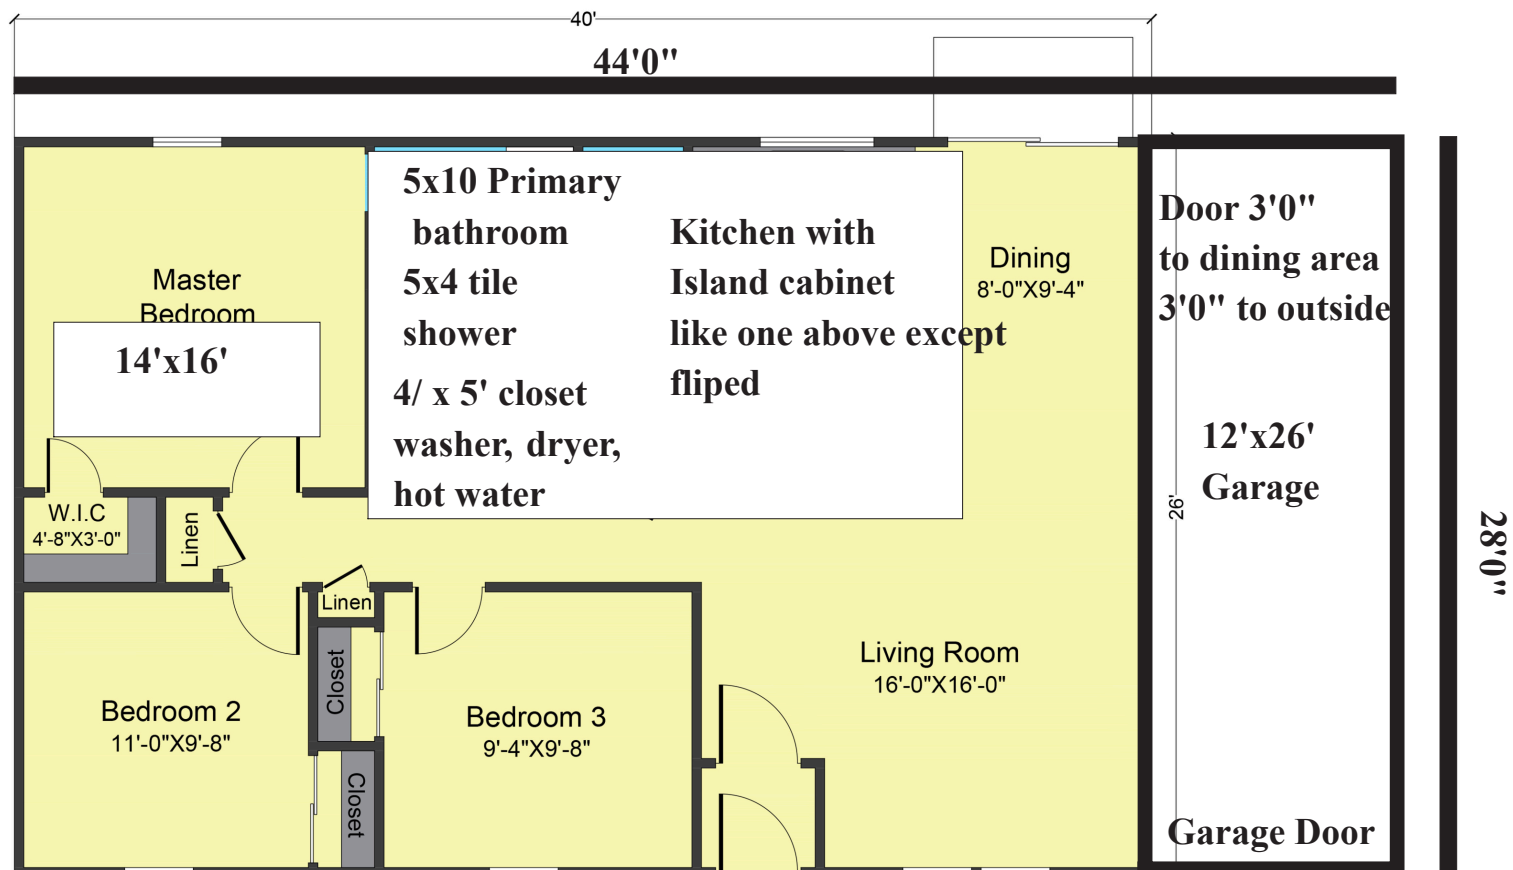 40'
44'0"
5x10 Primary
bathroom
5x4 tile
shower
4/ x 5' closet
washer, dryer,
hot water
Kitchen with
Island cabinet
like one above except
fliped
Dining
8'-0"X9'-4"
Door 3'0"
to dining area
3'0" to outside
Master
Bedroom
14'x16'
12'x26'
Garage
26'
28'0"
W.I.C
4'-8"X3'-0"
Linen
Linen
Closet
Closet
Bedroom 2
11'-0"X9'-8"
Bedroom 3
9'-4"X9'-8"
Living Room
16'-0"X16'-0"
Garage Door